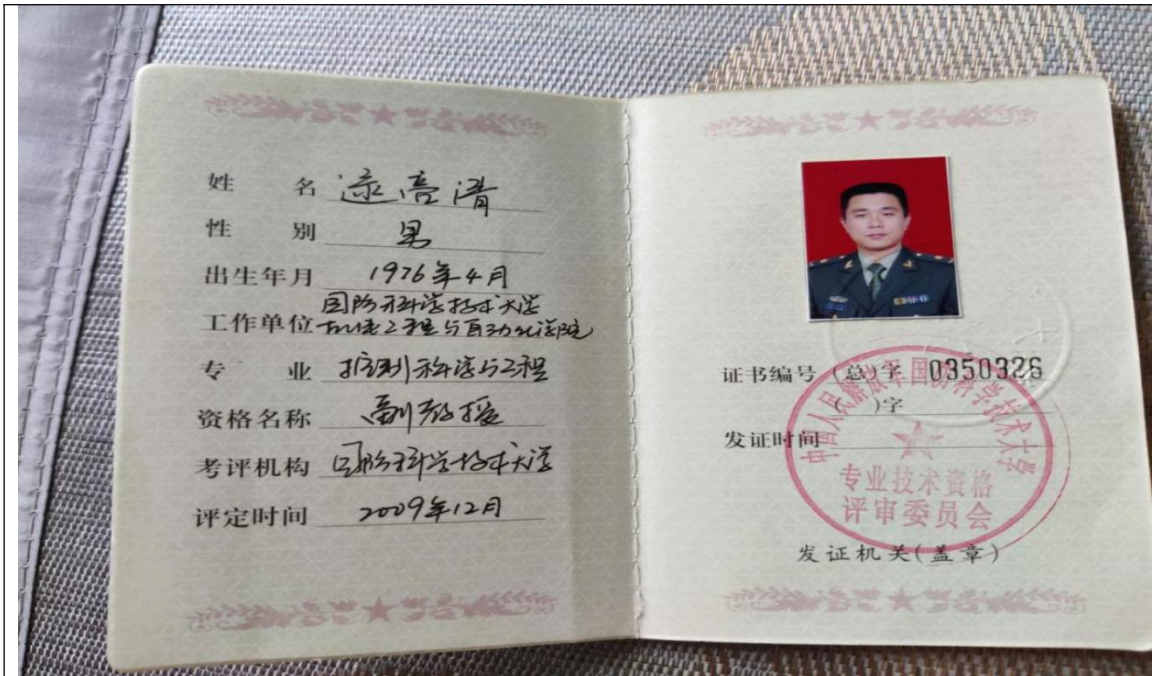 姓 名 逯亮清
性 别 男
出生年月 1976年4月
国防科学技术大学
工作单位 机电工程与自动化学院
专 业 控制科学与工程
资格名称 副教授
考评机构 国防科学技术大学
评定时间 2009年12月
证书编号 (总)字 0350326
( )字
发证时间
中国人民解放军国防科学技术大学
专业技术资格
评审委员会
发证机关(盖章)